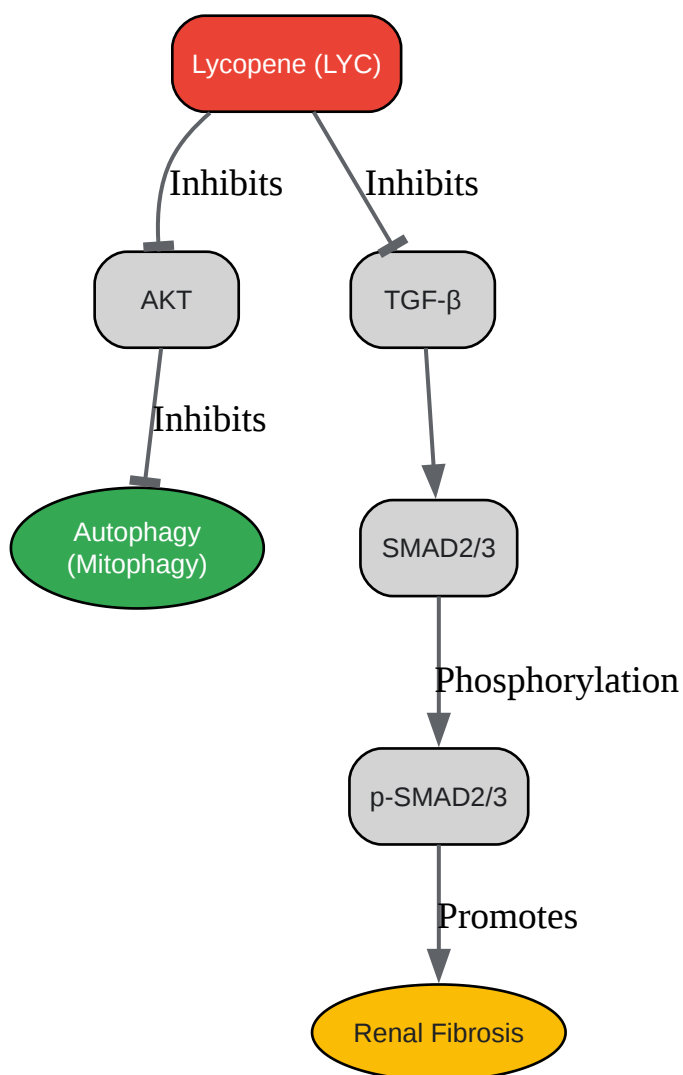 Lycopene (LYC)
Inhibits
Inhibits
AKT
TGF-β
Inhibits
Autophagy
(Mitophagy)
SMAD2/3
Phosphorylation
p-SMAD2/3
Promotes
Renal Fibrosis